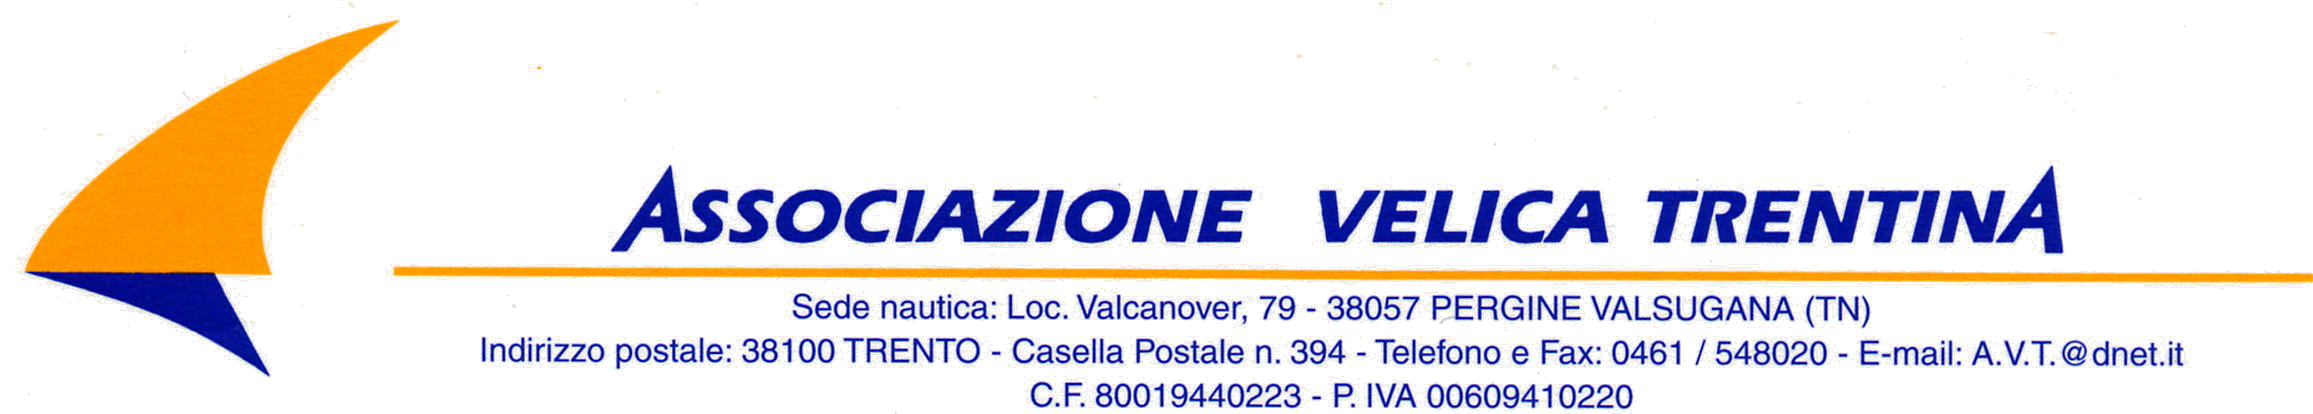 ASSOCIAZIONE VELICA TRENTINA
Sede nautica: Loc. Valcanover, 79 - 38057 PERGINE VALSUGANA (TN)
Indirizzo postale: 38100 TRENTO - Casella Postale n. 394 - Telefono e Fax: 0461 / 548020 - E-mail: A.V.T.@dnet.it
C.F. 80019440223 - P. IVA 00609410220